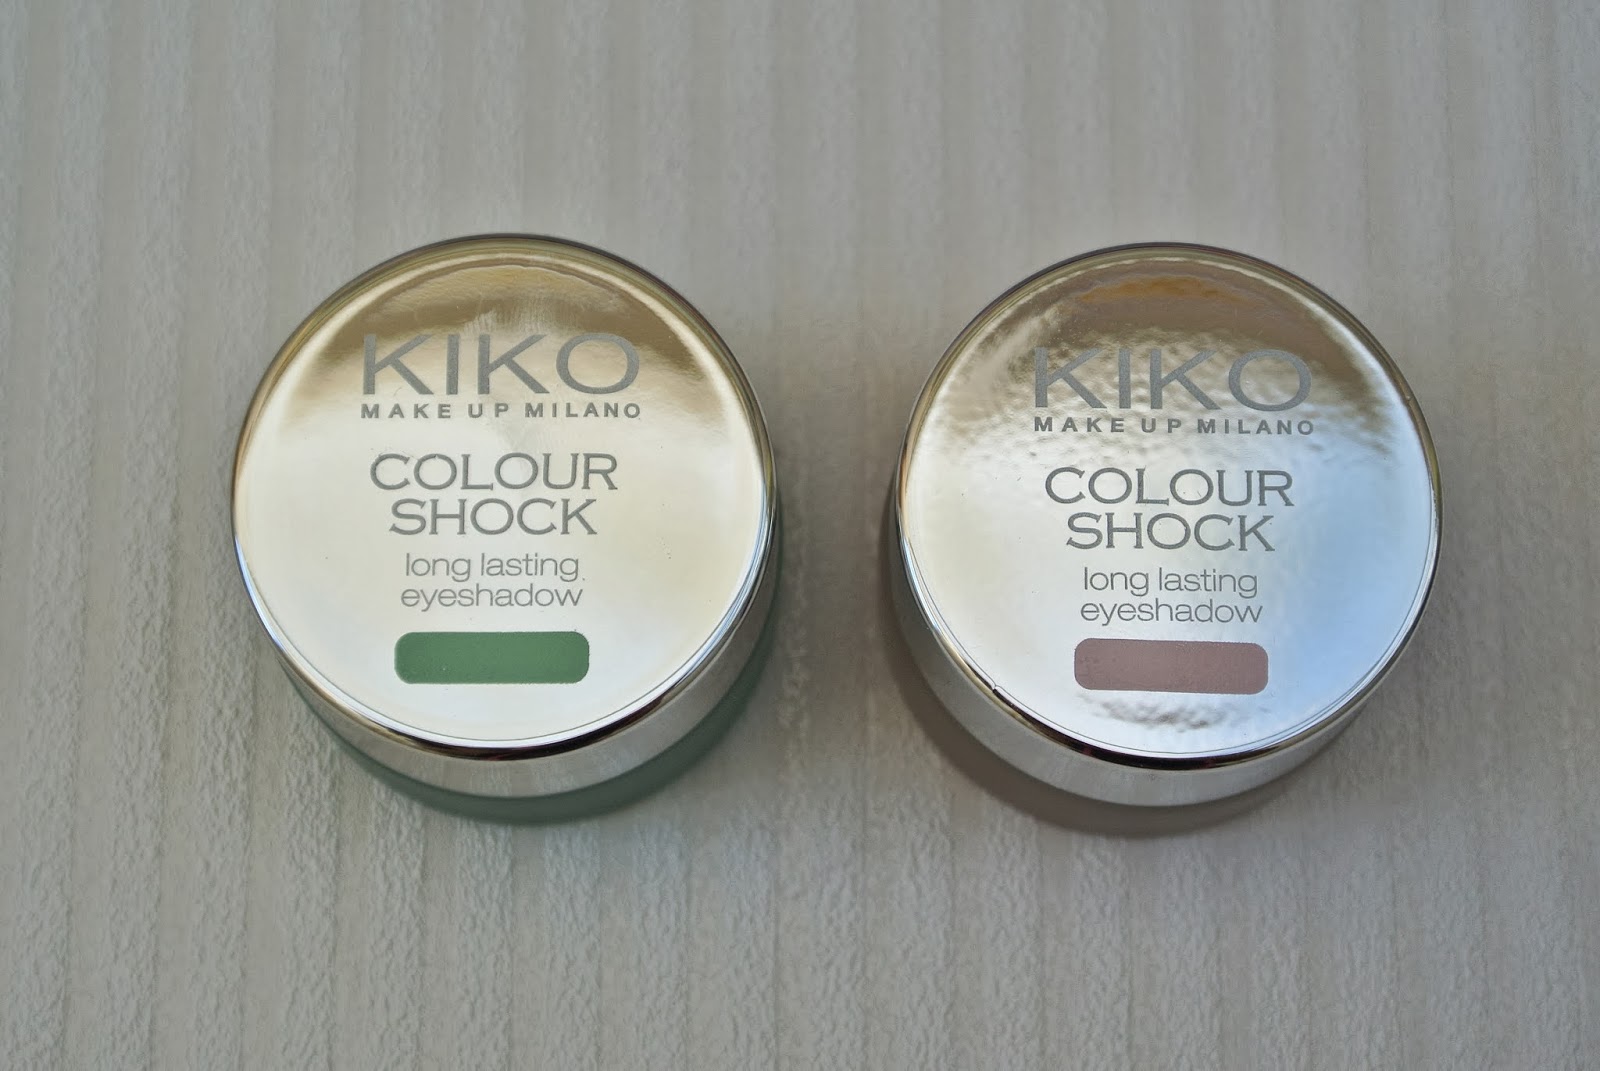 KIKO
MAKE UP MILANO
COLOUR
SHOCK
long lasting
eyeshadow
KIKO
MAKE UP MILANO
COLOUR
SHOCK
long lasting
eyeshadow